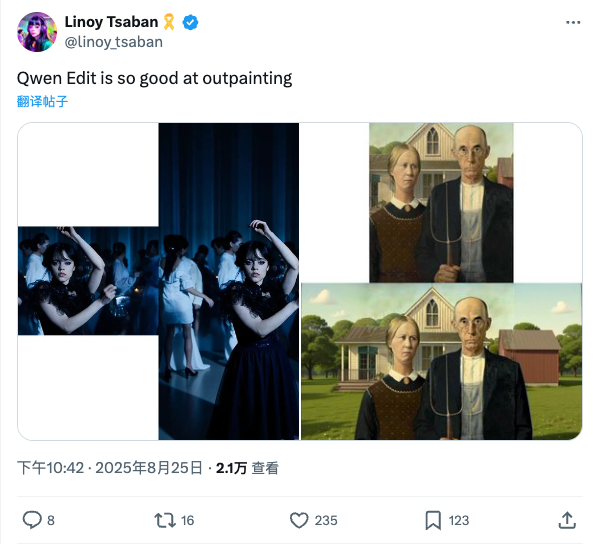 Linoy Tsaban🎗️
@linoy_tsaban
Qwen Edit is so good at outpainting
翻译帖子
下午10:42 · 2025年8月25日 · 2.1万 查看
8 16 235 123